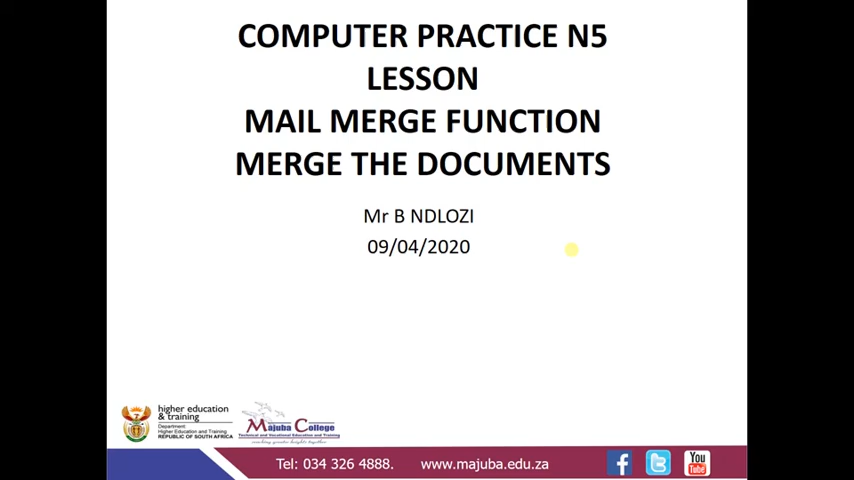 COMPUTER PRACTICE N5
LESSON
MAIL MERGE FUNCTION
MERGE THE DOCUMENTS
Mr B NDLOZI
09/04/2020
higher education
& training
Department:
Higher Education and Training
REPUBLIC OF SOUTH AFRICA
Majuba College
Technical and Vocational Education and Training
Tel: 034 326 4888. www.majuba.edu.za
You
Tube